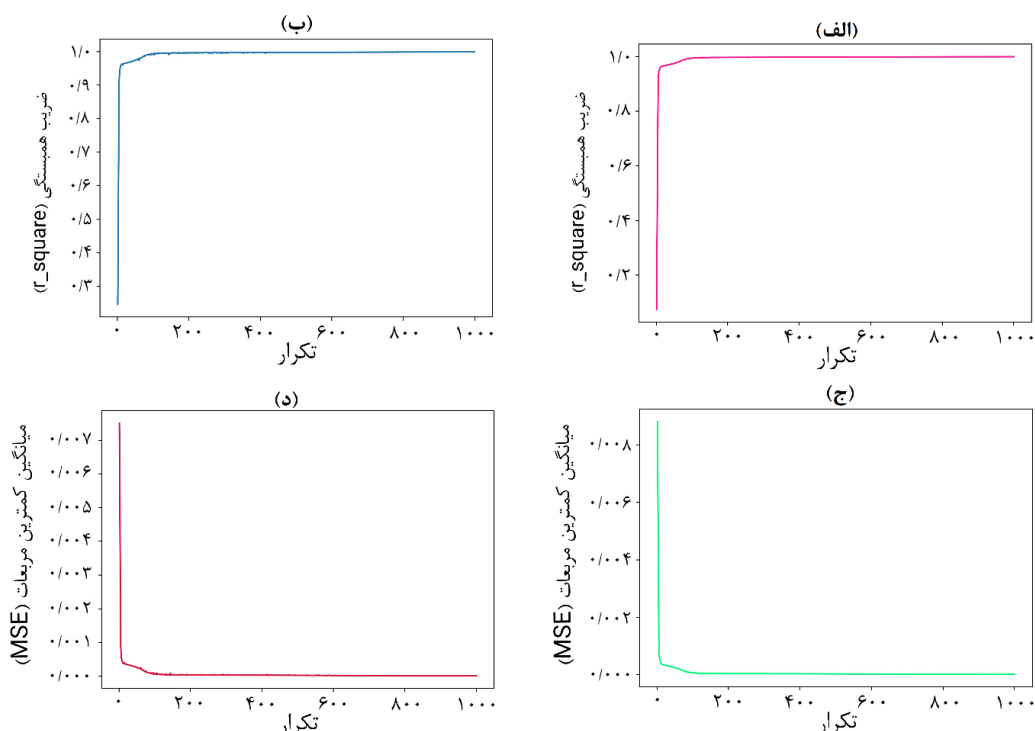 (الف)
ضریب همبستگی (r_square)
۱/۰
۰/۸
۰/۶
۰/۴
۰/۲
۰ ۲۰۰ ۴۰۰ ۶۰۰ ۸۰۰ ۱۰۰۰
تکرار
(ب)
ضریب همبستگی (r_square)
۱/۰
۰/۹
۰/۸
۰/۷
۰/۶
۰/۵
۰/۴
۰/۳
۰ ۲۰۰ ۴۰۰ ۶۰۰ ۸۰۰ ۱۰۰۰
تکرار
(ج)
میانگین کمترین مربعات (MSE)
۰/۰۰۸
۰/۰۰۶
۰/۰۰۴
۰/۰۰۲
۰/۰۰۰
۰ ۲۰۰ ۴۰۰ ۶۰۰ ۸۰۰ ۱۰۰۰
تکرار
(د)
میانگین کمترین مربعات (MSE)
۰/۰۰۷
۰/۰۰۶
۰/۰۰۵
۰/۰۰۴
۰/۰۰۳
۰/۰۰۲
۰/۰۰۱
۰/۰۰۰
۰ ۲۰۰ ۴۰۰ ۶۰۰ ۸۰۰ ۱۰۰۰
تکرار